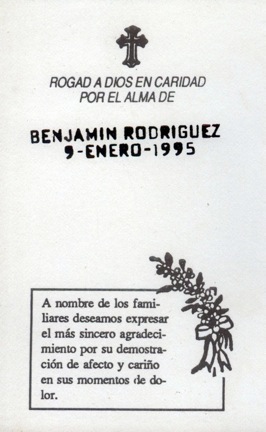 ROGAD A DIOS EN CARIDAD
POR EL ALMA DE
BENJAMIN RODRIGUEZ
9-ENERO-1995
A nombre de los fami-
liares deseamos expresar
el más sincero agradeci-
miento por su demostra-
ción de afecto y cariño
en sus momentos de do-
lor.